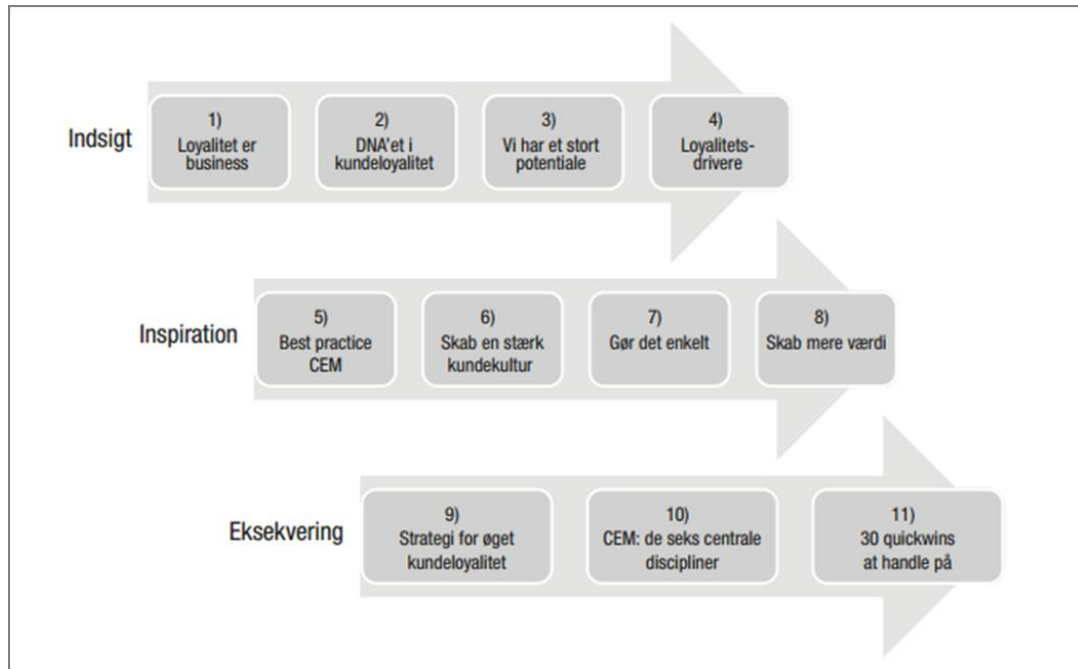 Indsigt
1)
Loyalitet er
business
2)
DNA'et i
kundeloyalitet
3)
Vi har et stort
potentiale
4)
Loyalitets-
drivere
Inspiration
5)
Best practice
CEM
6)
Skab en stærk
kundekultur
7)
Gør det enkelt
8)
Skab mere værdi
Eksekvering
9)
Strategi for øget
kundeloyalitet
10)
CEM: de seks centrale
discipliner
11)
30 quickwins
at handle på